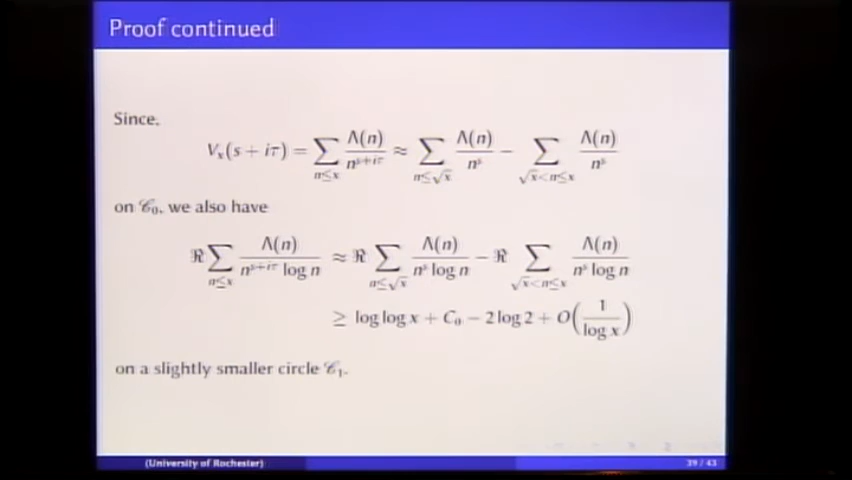 Proof continued
Since,
V_x(s + iτ) = ∑_{n≤x} Λ(n)/n^{s+iτ} ≈ ∑_{n≤√x} Λ(n)/n^s − ∑_{√x<n≤x} Λ(n)/n^s
on 𝒞₀, we also have
ℜ ∑_{n≤x} Λ(n)/(n^{s+iτ} log n) ≈ ℜ ∑_{n≤√x} Λ(n)/(n^s log n) − ℜ ∑_{√x<n≤x} Λ(n)/(n^s log n)
≥ log log x + C₀ − 2 log 2 + O(1/log x)
on a slightly smaller circle 𝒞₁.
(University of Rochester) 39 / 43